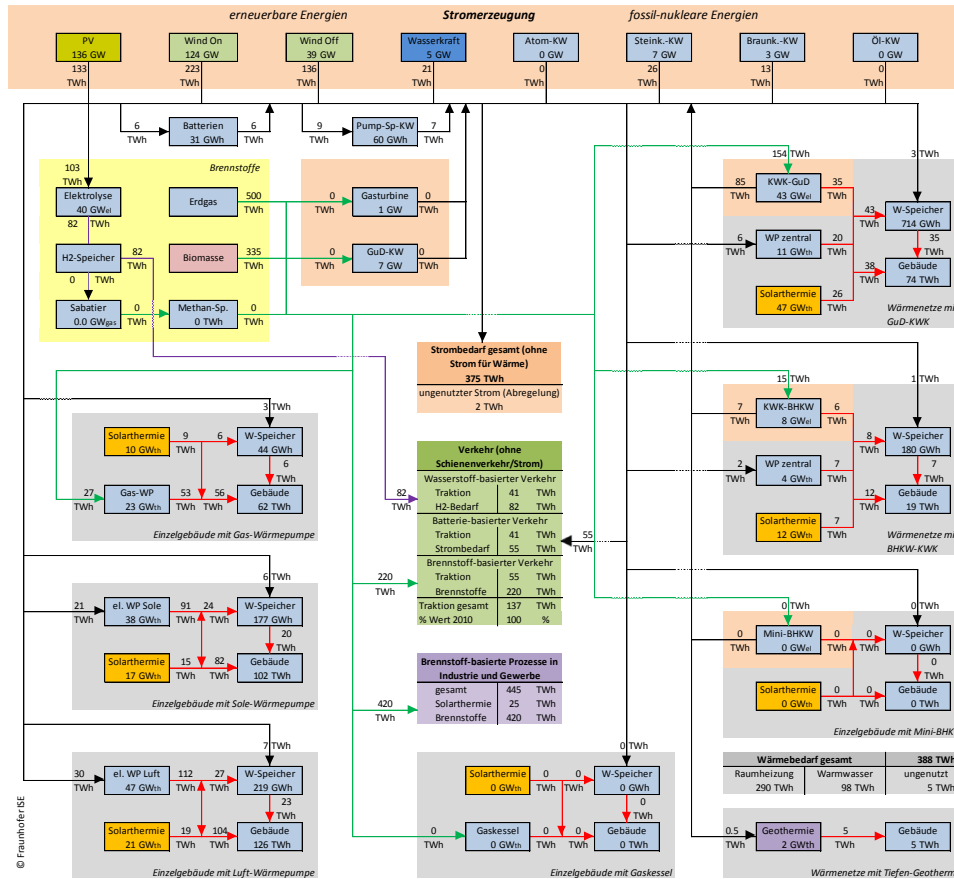 erneuerbare Energien
Stromerzeugung
fossil-nukleare Energien
PV
136 GW
Wind On
124 GW
Wind Off
39 GW
Wasserkraft
5 GW
Atom-KW
0 GW
Steink.-KW
7 GW
Braunk.-KW
3 GW
Öl-KW
0 GW
133
TWh
223
TWh
136
TWh
21
TWh
0
TWh
26
TWh
13
TWh
0
TWh
6
TWh
Batterien
31 GWh
6
TWh
9
TWh
Pump-Sp-KW
60 GWh
7
TWh
Brennstoffe
103
TWh
Elektrolyse
40 GWel
82
TWh
H2-Speicher
82
TWh
0
TWh
Sabatier
0.0 GWgas
0
TWh
Methan-Sp.
0 TWh
0
TWh
Erdgas
500
TWh
Biomasse
335
TWh
0
TWh
Gasturbine
1 GW
0
TWh
0
TWh
GuD-KW
7 GW
0
TWh
154 TWh
3 TWh
85
TWh
KWK-GuD
43 GWel
35
TWh
43
TWh
W-Speicher
714 GWh
6
TWh
WP zentral
11 GWth
20
TWh
35
TWh
38
TWh
Gebäude
74 TWh
Solarthermie
47 GWth
26
TWh
Wärmenetze mi
GuD-KWK
Strombedarf gesamt (ohne
Strom für Wärme)
375 TWh
ungenutzter Strom (Abregelung)
2 TWh
15 TWh
1 TWh
7
TWh
KWK-BHKW
8 GWel
6
TWh
8
TWh
W-Speicher
180 GWh
2
TWh
WP zentral
4 GWth
7
TWh
7
TWh
12
TWh
Gebäude
19 TWh
Solarthermie
12 GWth
7
TWh
Wärmenetze mi
BHKW-KWK
3 TWh
Solarthermie
10 GWth
9
TWh
6
W-Speicher
44 GWh
6
TWh
27
TWh
Gas-WP
23 GWth
53
TWh
56
Gebäude
62 TWh
Einzelgebäude mit Gas-Wärmepumpe
Verkehr (ohne
Schienenverkehr/Strom)
Wasserstoff-basierter Verkehr
Traktion 41 TWh
H2-Bedarf 82 TWh
Batterie-basierter Verkehr
Traktion 41 TWh
Strombedarf 55 TWh
Brennstoff-basierter Verkehr
Traktion 55 TWh
Brennstoffe 220 TWh
Traktion gesamt 137 TWh
% Wert 2010 100 %
82
TWh
55
TWh
220
TWh
6 TWh
21
TWh
el. WP Sole
38 GWth
91
TWh
24
W-Speicher
177 GWh
20
TWh
Solarthermie
17 GWth
15
TWh
82
Gebäude
102 TWh
Einzelgebäude mit Sole-Wärmepumpe
Brennstoff-basierte Prozesse in
Industrie und Gewerbe
gesamt 445 TWh
Solarthermie 25 TWh
Brennstoffe 420 TWh
420
TWh
0 TWh
0 TWh
0
TWh
Mini-BHKW
0 GWel
0
TWh
0
W-Speicher
0 GWh
0
TWh
Solarthermie
0 GWth
0
TWh
0
Gebäude
0 TWh
Einzelgebäude mit Mini-BHK
7 TWh
30
TWh
el. WP Luft
47 GWth
112
TWh
27
W-Speicher
219 GWh
23
TWh
Solarthermie
21 GWth
19
TWh
104
Gebäude
126 TWh
Einzelgebäude mit Luft-Wärmepumpe
0 TWh
Solarthermie
0 GWth
0
TWh
0
W-Speicher
0 GWh
0
TWh
0
TWh
Gaskessel
0 GWth
0
TWh
0
Gebäude
0 TWh
Einzelgebäude mit Gaskessel
Wärmebedarf gesamt 388 TWh
Raumheizung Warmwasser ungenutzt
290 TWh 98 TWh 5 TWh
0.5
TWh
Geothermie
2 GWth
5
TWh
Gebäude
5 TWh
Wärmenetze mit Tiefen-Geotherm
© Fraunhofer ISE